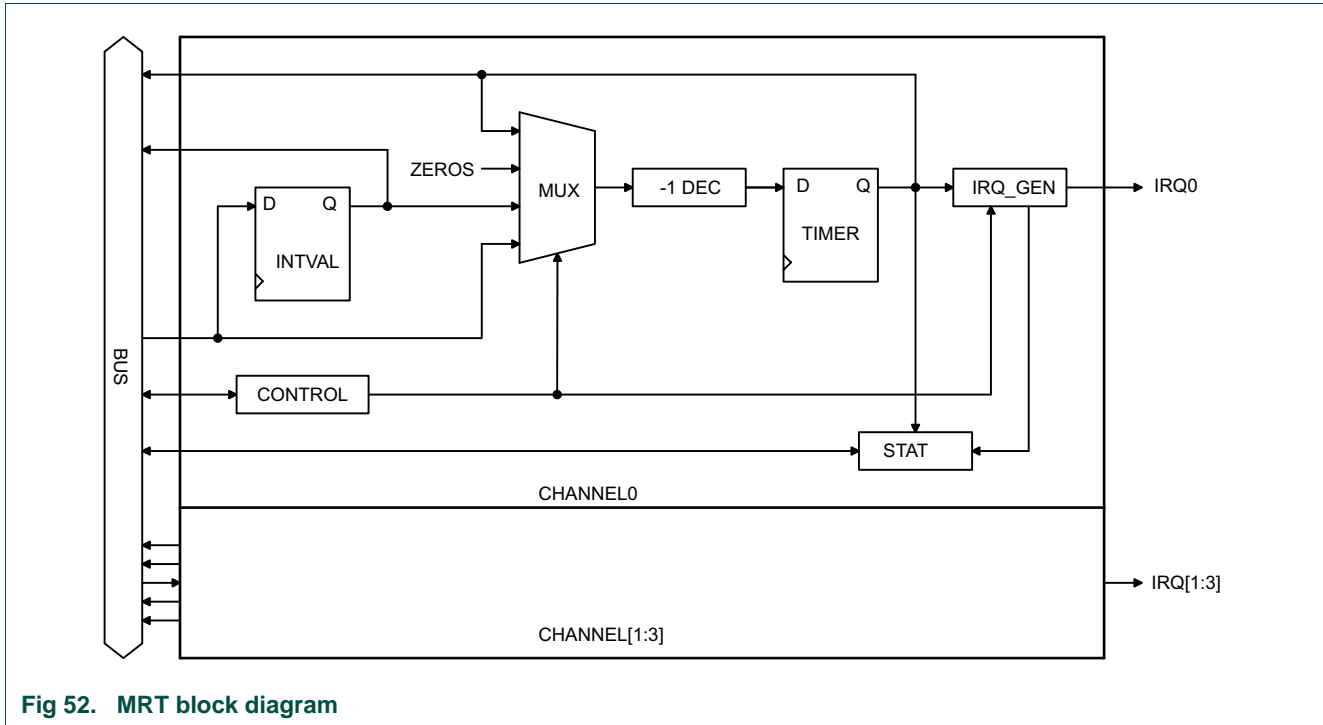 ZEROS
MUX
-1 DEC
D Q
TIMER
IRQ_GEN
IRQ0
D Q
INTVAL
BUS
CONTROL
STAT
CHANNEL0
IRQ[1:3]
CHANNEL[1:3]
Fig 52. MRT block diagram